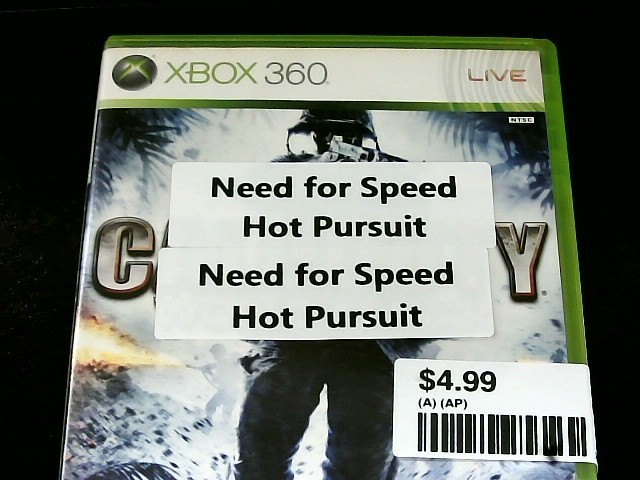 XBOX 360
LIVE
NTSC
Need for Speed
Hot Pursuit
Need for Speed
Hot Pursuit
C
Y
$4.99
(A) (AP)